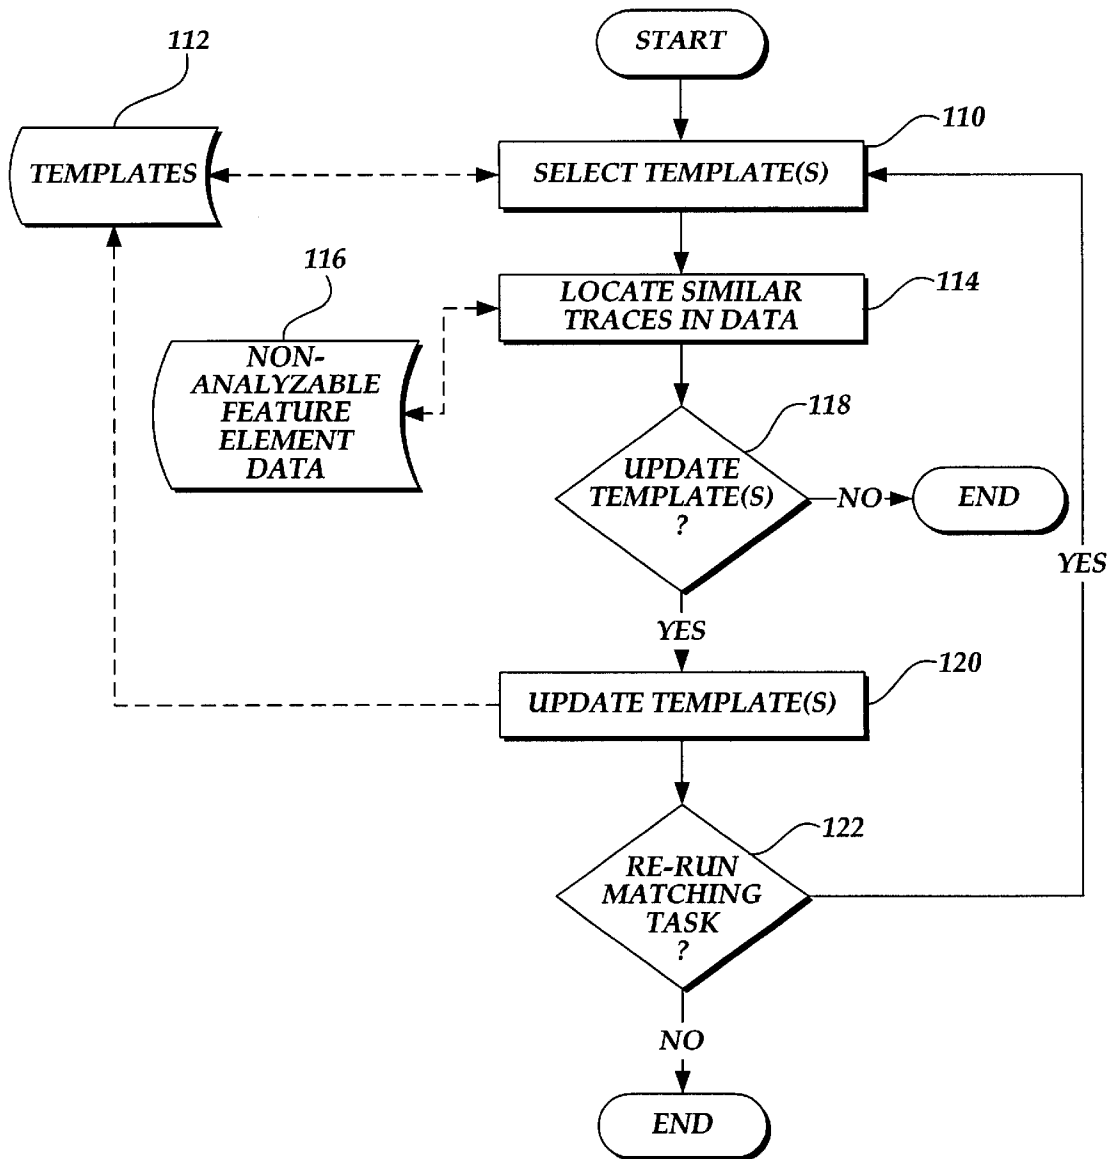 START
112
110
TEMPLATES
SELECT TEMPLATE(S)
116
114
LOCATE SIMILAR
TRACES IN DATA
NON-
ANALYZABLE
FEATURE
ELEMENT
DATA
118
UPDATE
TEMPLATE(S)
?
NO
END
YES
YES
120
UPDATE TEMPLATE(S)
122
RE-RUN
MATCHING
TASK
?
NO
END